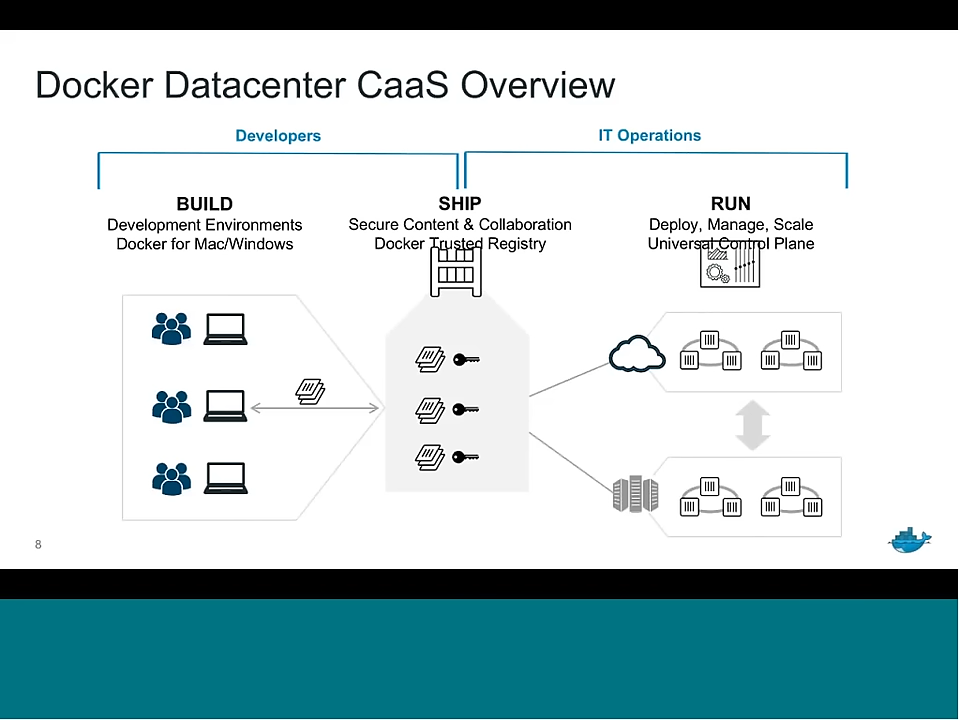 Docker Datacenter CaaS Overview
Developers
IT Operations
BUILD
Development Environments
Docker for Mac/Windows
SHIP
Secure Content & Collaboration
Docker Trusted Registry
RUN
Deploy, Manage, Scale
Universal Control Plane
8